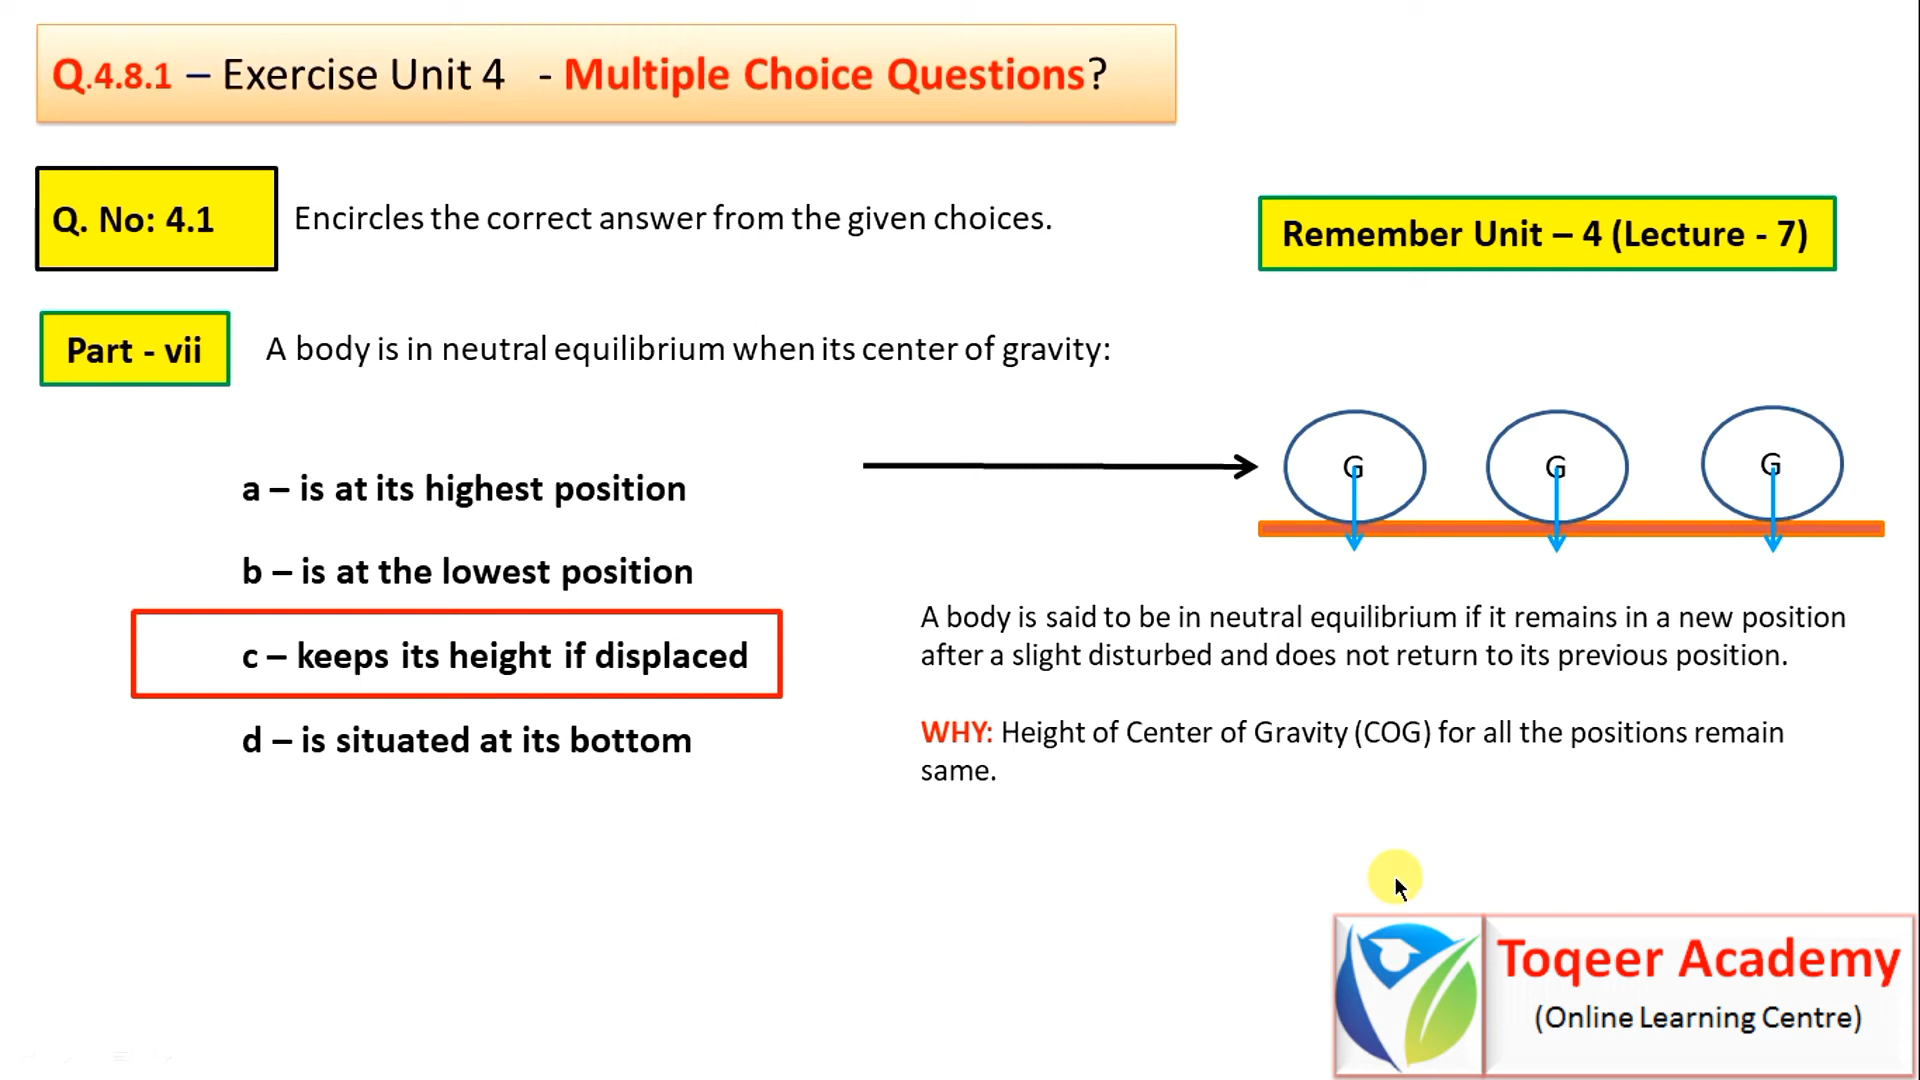 Q.4.8.1 – Exercise Unit 4 - Multiple Choice Questions?
Q. No: 4.1
Encircles the correct answer from the given choices.
Remember Unit – 4 (Lecture - 7)
Part - vii
A body is in neutral equilibrium when its center of gravity:
a – is at its highest position
b – is at the lowest position
c – keeps its height if displaced
d – is situated at its bottom
G
G
G
A body is said to be in neutral equilibrium if it remains in a new position
after a slight disturbed and does not return to its previous position.
WHY: Height of Center of Gravity (COG) for all the positions remain
same.
Toqeer Academy
(Online Learning Centre)